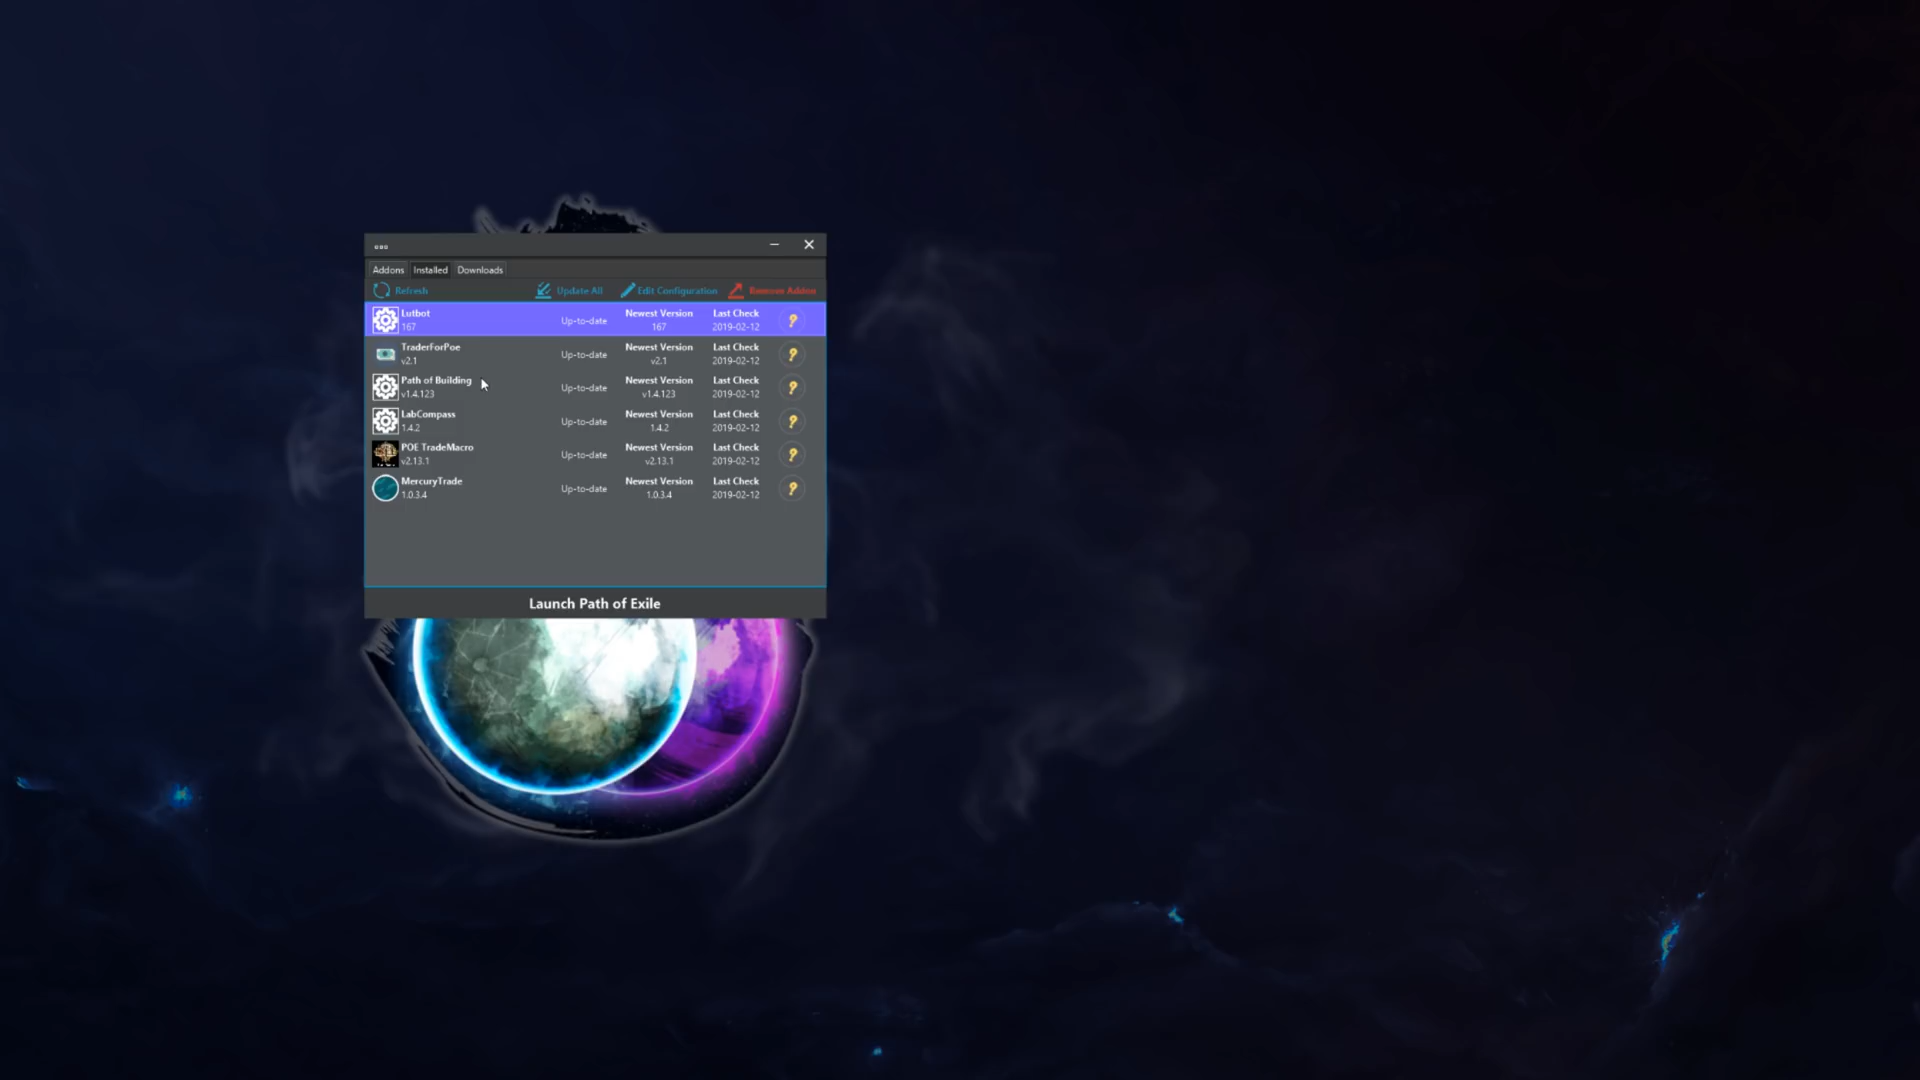 Addons Installed Downloads
Refresh Update All Edit Configuration Remove Addon
Lutbot Newest Version Last Check
167 Up-to-date 167 2019-02-12
TraderForPoe Newest Version Last Check
v2.1 Up-to-date v2.1 2019-02-12
Path of Building Newest Version Last Check
v1.4.123 Up-to-date v1.4.123 2019-02-12
LabCompass Newest Version Last Check
1.4.2 Up-to-date 1.4.2 2019-02-12
POE TradeMacro Newest Version Last Check
v2.13.1 Up-to-date v2.13.1 2019-02-12
MercuryTrade Newest Version Last Check
1.0.3.4 Up-to-date 1.0.3.4 2019-02-12
Launch Path of Exile